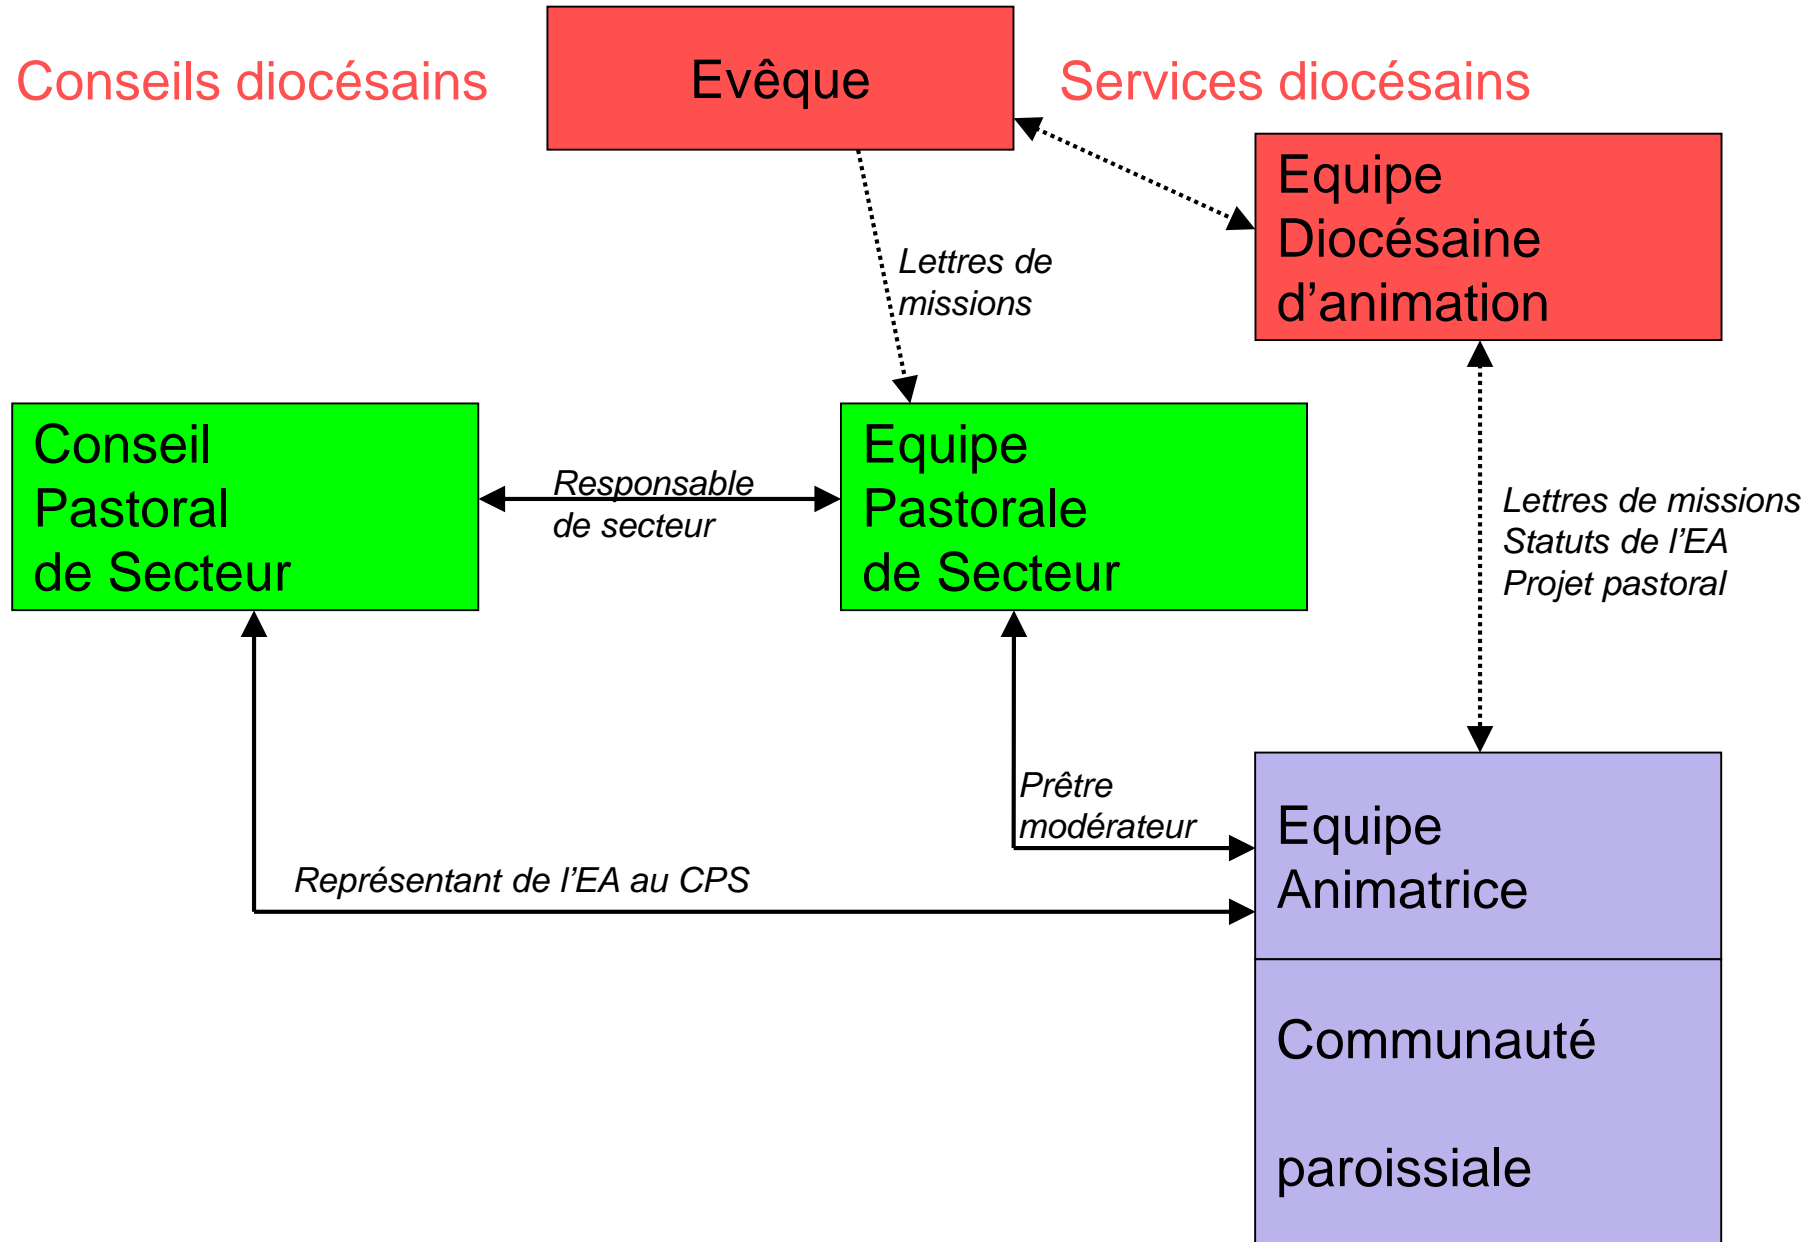 Conseils diocésains
Evêque
Services diocésains
Equipe
Diocésaine
d’animation
Lettres de
missions
Conseil
Pastoral
de Secteur
Responsable
de secteur
Equipe
Pastorale
de Secteur
Lettres de missions
Statuts de l’EA
Projet pastoral
Prêtre
modérateur
Représentant de l’EA au CPS
Equipe
Animatrice
Communauté
paroissiale